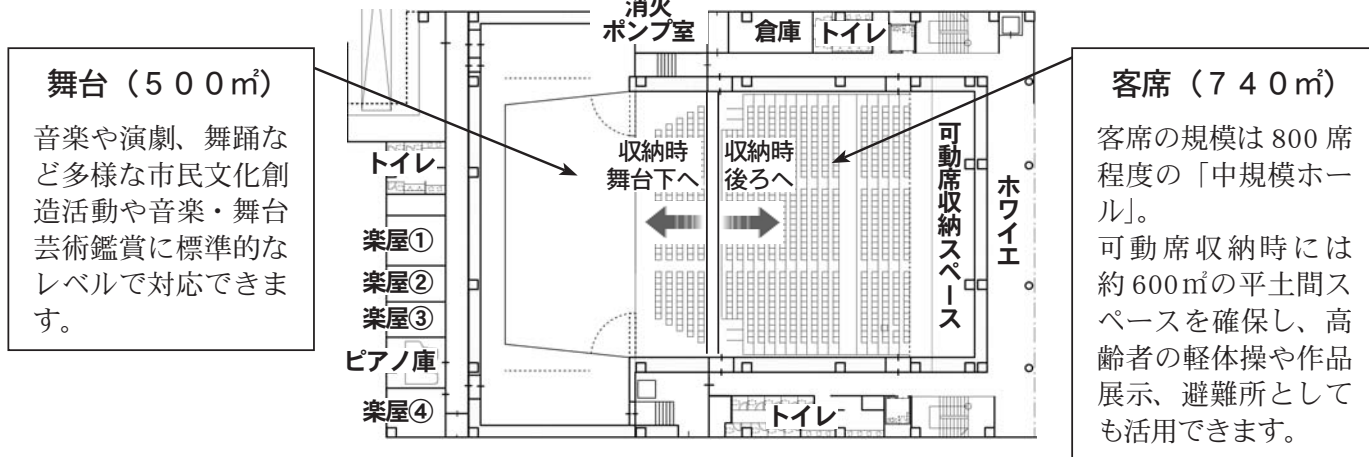 舞台（５００㎡）
音楽や演劇、舞踊な
ど多様な市民文化創
造活動や音楽・舞台
芸術鑑賞に標準的な
レベルで対応できま
す。
消火
ポンプ室
倉庫
トイレ
トイレ
楽屋①
楽屋②
楽屋③
ピアノ庫
楽屋④
収納時
舞台下へ
収納時
後ろへ
可動席収納スペース
ホワイエ
トイレ
客席（７４０㎡）
客席の規模は 800 席
程度の「中規模ホー
ル」。
可動席収納時には
約 600㎡の平土間ス
ペースを確保し、高
齢者の軽体操や作品
展示、避難所として
も活用できます。